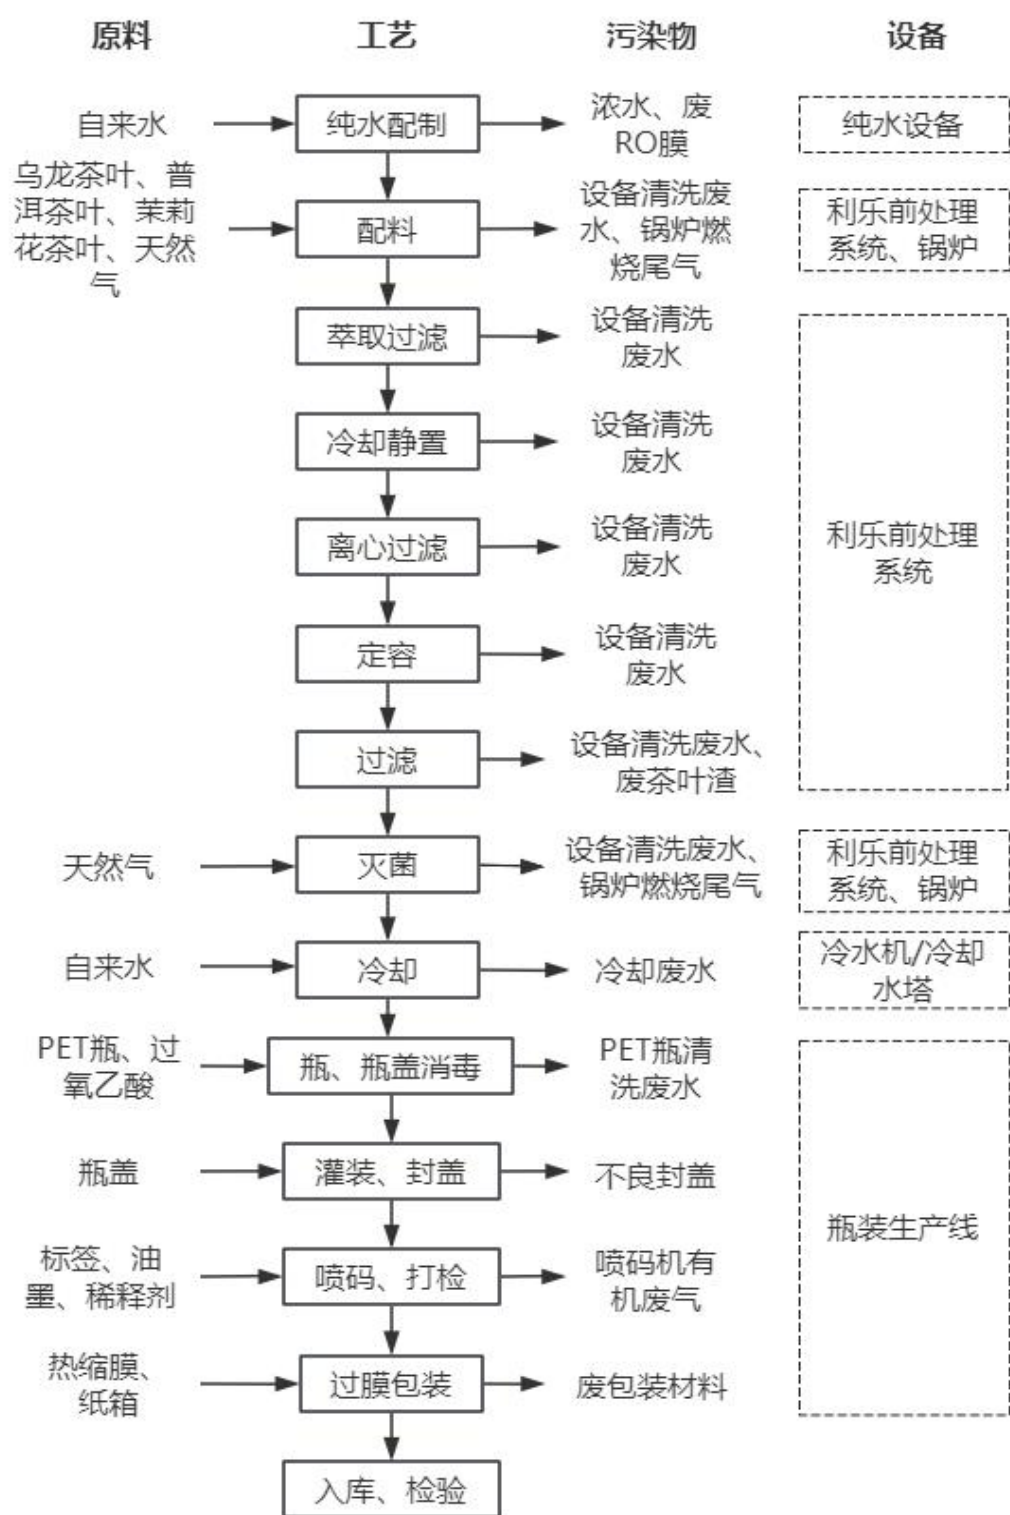 原料
工艺
污染物
设备
自来水
纯水配制
浓水、废
RO膜
纯水设备
乌龙茶叶、普
洱茶叶、茉莉
花茶叶、天然
气
配料
设备清洗废
水、锅炉燃
烧尾气
利乐前处理
系统、锅炉
萃取过滤
设备清洗
废水
冷却静置
设备清洗
废水
离心过滤
设备清洗
废水
定容
设备清洗
废水
过滤
设备清洗废水、
废茶叶渣
利乐前处理
系统
天然气
灭菌
设备清洗废水、
锅炉燃烧尾气
利乐前处理
系统、锅炉
自来水
冷却
冷却废水
冷水机/冷却
水塔
PET瓶、过
氧乙酸
瓶、瓶盖消毒
PET瓶清
洗废水
瓶盖
灌装、封盖
不良封盖
标签、油
墨、稀释剂
喷码、打检
喷码机有
机废气
热缩膜、
纸箱
过膜包装
废包装材料
瓶装生产线
入库、检验